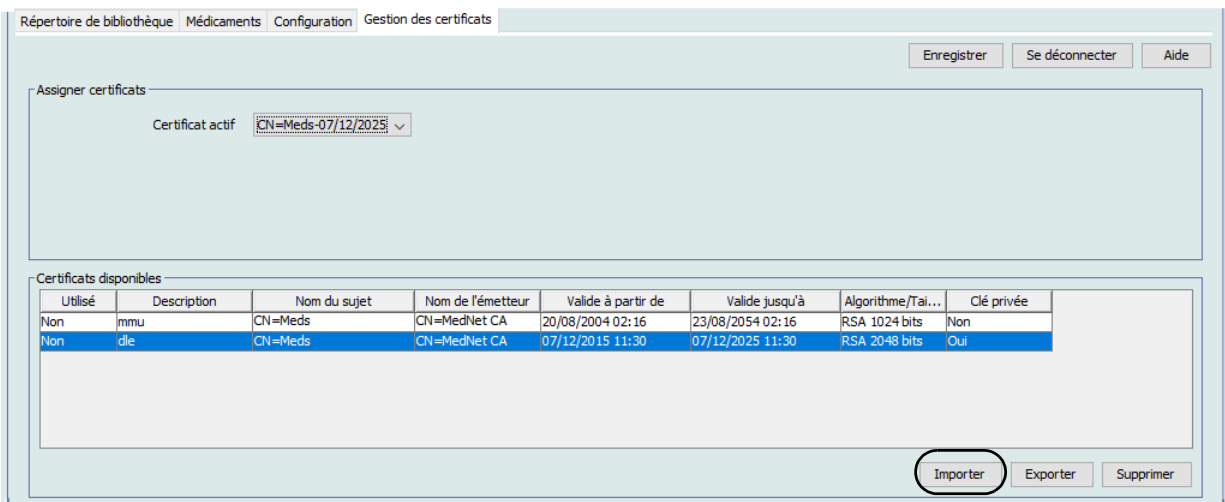 Répertoire de bibliothèque Médicaments Configuration Gestion des certificats
Enregistrer Se déconnecter Aide
Assigner certificats
Certificat actif CN=Meds-07/12/2025
Certificats disponibles
Utilisé Description Nom du sujet Nom de l'émetteur Valide à partir de Valide jusqu'à Algorithme/Tai... Clé privée
Non mmu CN=Meds CN=MedNet CA 20/08/2004 02:16 23/08/2054 02:16 RSA 1024 bits Non
Non dle CN=Meds CN=MedNet CA 07/12/2015 11:30 07/12/2025 11:30 RSA 2048 bits Oui
Importer Exporter Supprimer